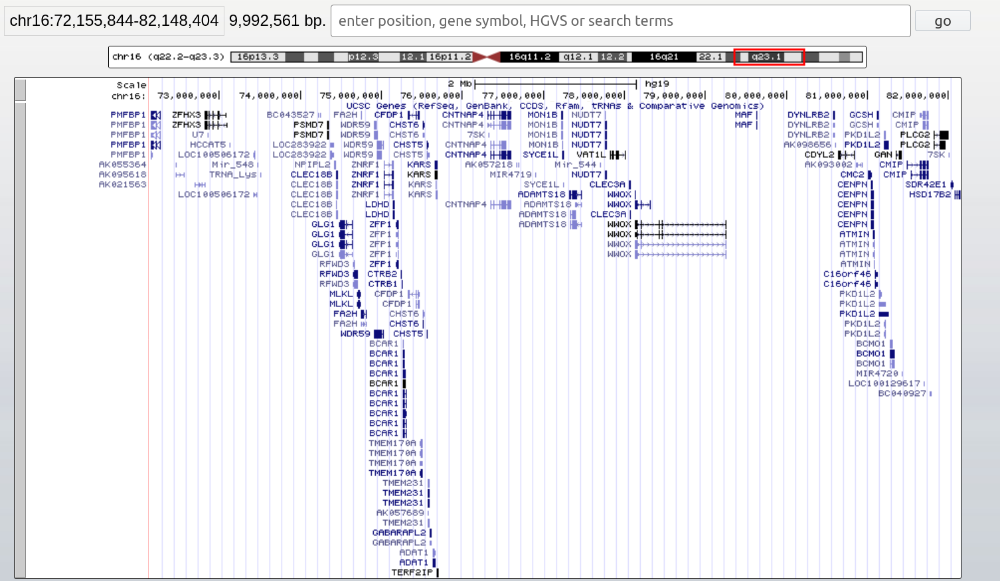 chr16:72,155,844-82,148,404 9,992,561 bp. enter position, gene symbol, HGVS or search terms go
chr16 (q22.2-q23.3) 16p13.3 p12.3 12.1 16p11.2 16q11.2 q12.1 12.2 16q21 22.1 q23.1
Scale 2 Mb hg19
chr16: 73,000,000 74,000,000 75,000,000 76,000,000 77,000,000 78,000,000 79,000,000 80,000,000 81,000,000 82,000,000
UCSC Genes (RefSeq, GenBank, CCDS, Rfam, tRNAs & Comparative Genomics)
PMFBP1 ZFHX3 BC043527 FA2H CFDP1 CNTNAP4 MON1B NUDT7 MAF DYNLRB2 GCSH CMIP
PMFBP1 ZFHX3 PSMD7 WDR59 CHST6 CNTNAP4 MON1B NUDT7 MAF DYNLRB2 GCSH CMIP
PMFBP1 U7 PSMD7 WDR59 CHST6 7SK MON1B NUDT7 DYNLRB2 PKD1L2 PLCG2
PMFBP1 HCCAT5 LOC283922 WDR59 CHST5 CNTNAP4 MON1B NUDT7 AK098656 PKD1L2 PLCG2
PMFBP1 LOC100506172 LOC283922 WDR59 CHST5 CNTNAP4 SYCE1L VAT1L CDYL2 GAN 7SK
AK055364 Mir_548 NPIPL2 ZNRF1 KARS AK057218 Mir_544 AK093002 CMIP
AK095618 TRNA_Lys CLEC18B ZNRF1 KARS MIR4719 NUDT7 CMC2 CMIP
AK021563 CLEC18B ZNRF1 KARS SYCE1L CLEC3A CENPN SDR42E1
LOC100506172 CLEC18B ZNRF1 KARS ADAMTS18 WWOX CENPN HSD17B2
CLEC18B LDHD CNTNAP4 ADAMTS18 WWOX CENPN
CLEC18B LDHD ADAMTS18 CLEC3A CENPN
GLG1 ZFP1 ADAMTS18 WWOX CENPN
GLG1 ZFP1 WWOX ATMIN
GLG1 ZFP1 WWOX ATMIN
GLG1 ZFP1 WWOX ATMIN
RFWD3 ZFP1 ATMIN
RFWD3 CTRB2 C16orf46
RFWD3 CTRB1 C16orf46
MLKL CFDP1 PKD1L2
MLKL CFDP1 PKD1L2
FA2H CHST6 PKD1L2
FA2H CHST6 PKD1L2
WDR59 CHST5 PKD1L2
BCAR1 BCMO1
BCAR1 BCMO1
BCAR1 BCMO1
BCAR1 MIR4720
BCAR1 LOC100129617
BCAR1 BC040927
BCAR1
BCAR1
BCAR1
BCAR1
TMEM170A
TMEM170A
TMEM170A
TMEM170A
TMEM231
TMEM231
TMEM231
AK057689
TMEM231
GABARAPL2
GABARAPL2
ADAT1
ADAT1
TERF2IP